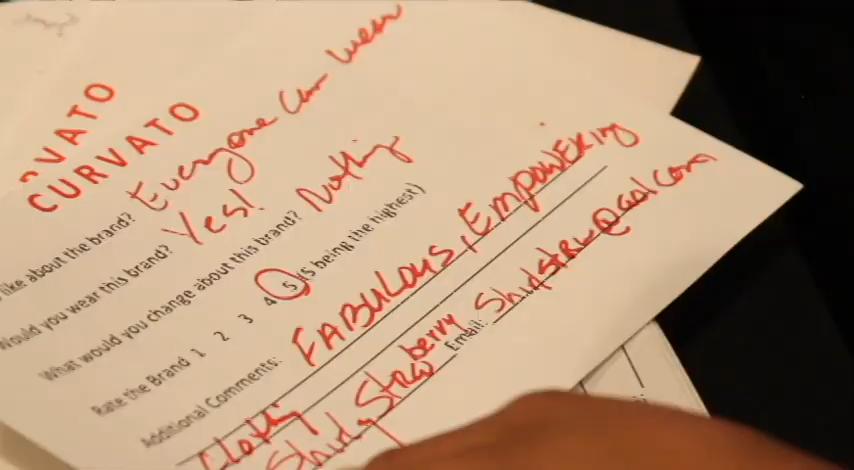 VATO
CURVATO
like about the brand? Everyone can wear
Would you wear this brand? Yes!
What would you change about this brand? Nothing
Rate the Brand 1 2 3 4 5 (5 being the highest)
Additional Comments: FABULOUS, EMPOWERING
Clothing
Strawberry Email: